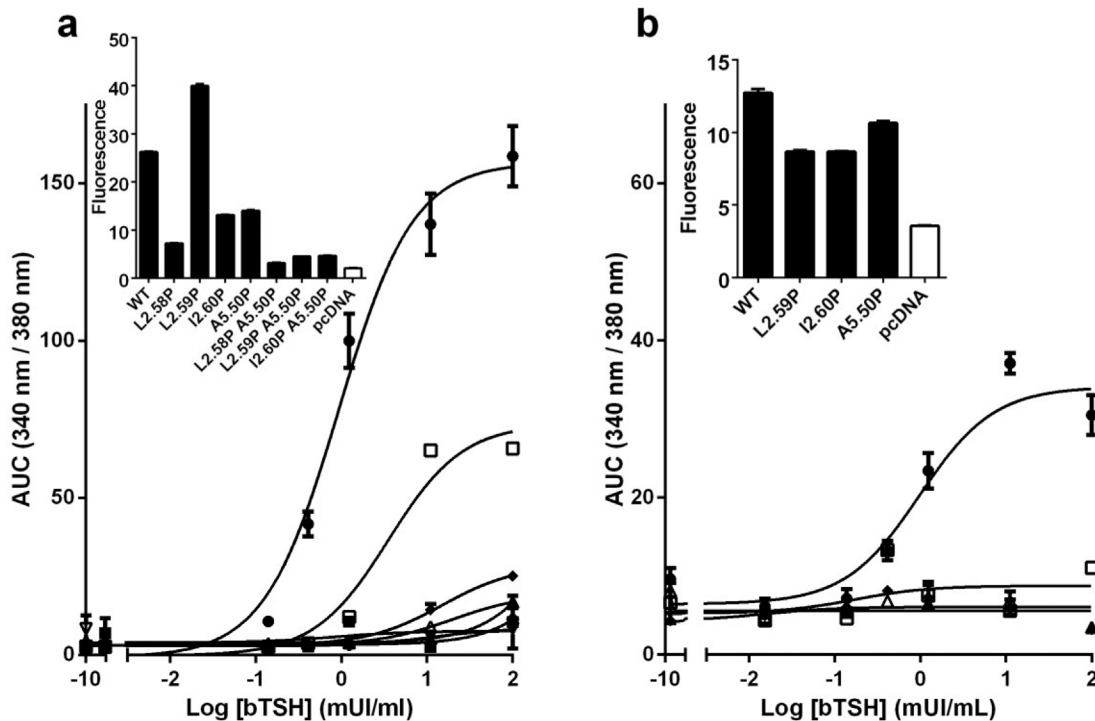 a
50
40
30
20
10
0
Fluorescence
WT
L2.58P
L2.59P
I2.60P
A5.50P
L2.58P A5.50P
L2.59P A5.50P
I2.60P A5.50P
pcDNA
150
100
50
0
AUC (340 nm / 380 nm)
-10 -2 -1 0 1 2
Log [bTSH] (mUI/ml)
b
15
10
5
0
Fluorescence
WT
L2.59P
I2.60P
A5.50P
pcDNA
60
40
20
0
AUC (340 nm / 380 nm)
-10 -2 -1 0 1 2
Log [bTSH] (mUI/mL)